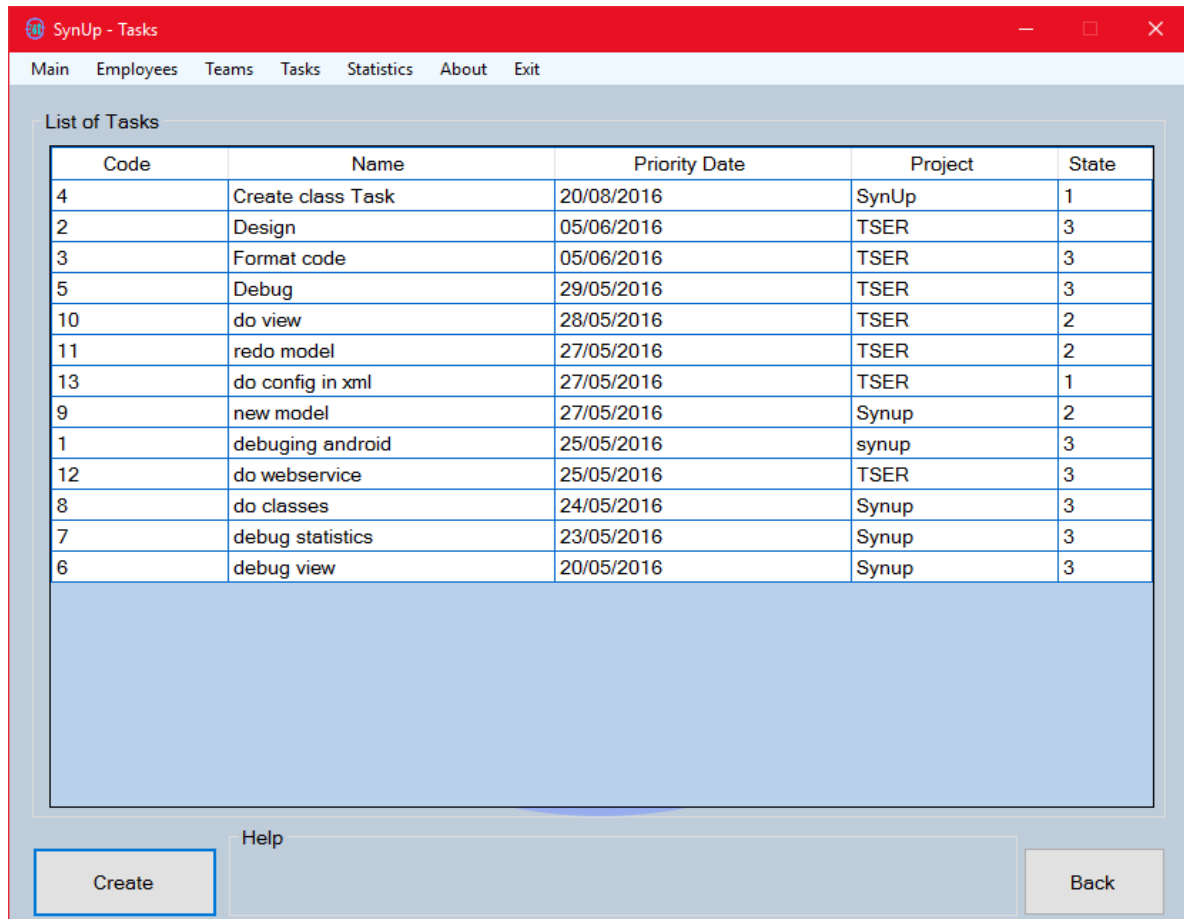 SynUp - Tasks
Main Employees Teams Tasks Statistics About Exit
List of Tasks
Code Name Priority Date Project State
4 Create class Task 20/08/2016 SynUp 1
2 Design 05/06/2016 TSER 3
3 Format code 05/06/2016 TSER 3
5 Debug 29/05/2016 TSER 3
10 do view 28/05/2016 TSER 2
11 redo model 27/05/2016 TSER 2
13 do config in xml 27/05/2016 TSER 1
9 new model 27/05/2016 Synup 2
1 debuging android 25/05/2016 synup 3
12 do webservice 25/05/2016 TSER 3
8 do classes 24/05/2016 Synup 3
7 debug statistics 23/05/2016 Synup 3
6 debug view 20/05/2016 Synup 3
Help
Create Back